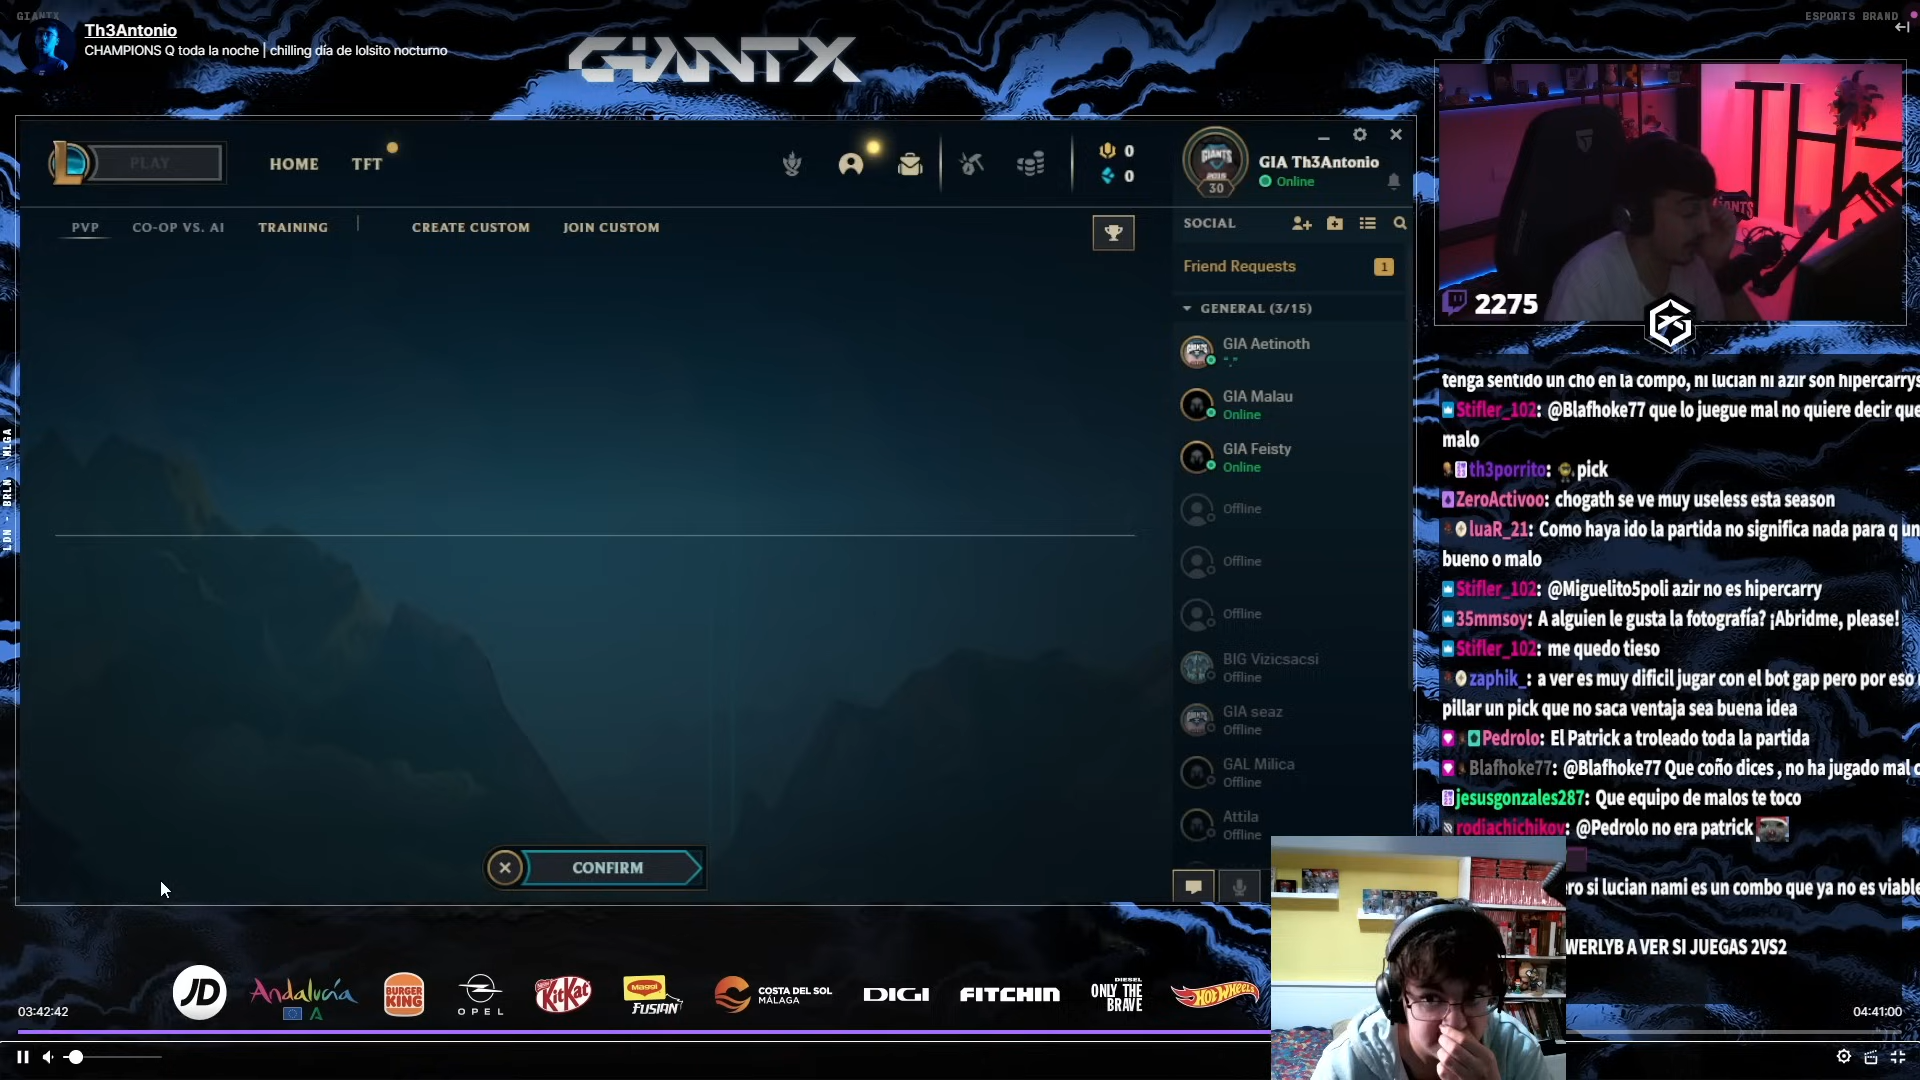 GIANTX
ESPORTS BRAND
Th3Antonio
CHAMPIONS Q toda la noche | chilling día de lolsito nocturno
GIANTX
PLAY
HOME
TFT
0
0
30
GIA Th3Antonio
Online
PVP
CO-OP VS. AI
TRAINING
CREATE CUSTOM
JOIN CUSTOM
SOCIAL
Friend Requests
1
GENERAL (3/15)
GIA Aetinoth
"."
GIA Malau
Online
GIA Feisty
Online
Offline
Offline
Offline
BIG Vizicsacsi
Offline
GIA seaz
Offline
GAL Milica
Offline
Attila
Offline
CONFIRM
LDN - BRLN - MLGA
GIANTS
2275
tenga sentido un cho en la compo, ni lucian ni azir son hipercarrys
Stifler_102: @Blafhoke77 que lo juegue mal no quiere decir que
malo
th3porrito: pick
ZeroActivoo: chogath se ve muy useless esta season
luaR_21: Como haya ido la partida no significa nada para q un
bueno o malo
Stifler_102: @Miguelito5poli azir no es hipercarry
35mmsoy: A alguien le gusta la fotografía? ¡Abridme, please!
Stifler_102: me quedo tieso
zaphik_: a ver es muy dificil jugar con el bot gap pero por eso
pillar un pick que no saca ventaja sea buena idea
Pedrolo: El Patrick a troleado toda la partida
Blafhoke77: @Blafhoke77 Que coño dices , no ha jugado mal
jesusgonzales287: Que equipo de malos te toco
rodiachichikov: @Pedrolo no era patrick
ro si lucian nami es un combo que ya no es viable
WERLYB A VER SI JUEGAS 2VS2
JD
Andalucía
BURGER KING
OPEL
KitKat
Maggi FUSIAN
COSTA DEL SOL
MÁLAGA
DIGI
FITCHIN
DIESEL
ONLY THE
BRAVE
Hot Wheels
03:42:42
04:41:00